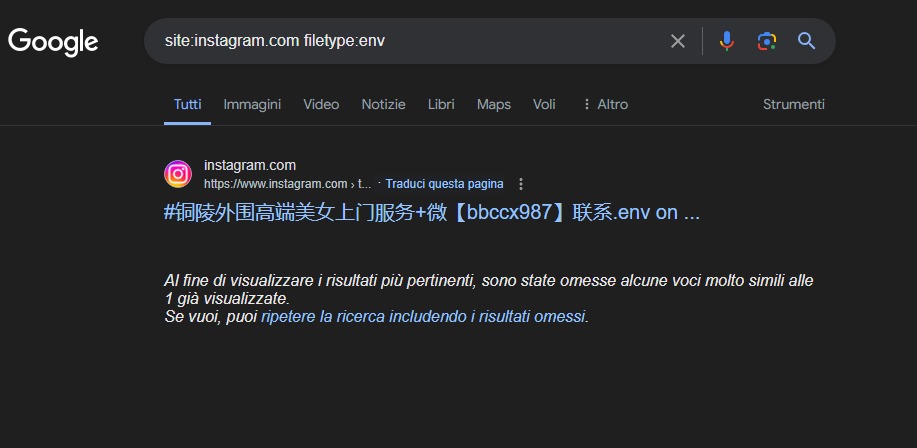 Google
site:instagram.com filetype:env
Tutti Immagini Video Notizie Libri Maps Voli Altro Strumenti
instagram.com
https://www.instagram.com › t... · Traduci questa pagina
#铜陵外围高端美女上门服务+微【bbccx987】联系.env on ...
Al fine di visualizzare i risultati più pertinenti, sono state omesse alcune voci molto simili alle
1 già visualizzate.
Se vuoi, puoi ripetere la ricerca includendo i risultati omessi.